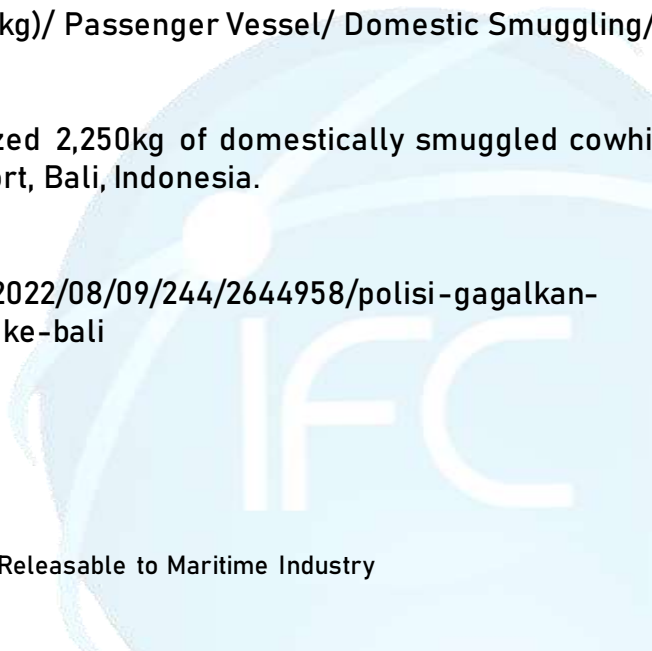 kg)/ Passenger Vessel/ Domestic Smuggling/
zed 2,250kg of domestically smuggled cowhi
ort, Bali, Indonesia.
2022/08/09/244/2644958/polisi-gagalkan-
ke-bali
IFC
Releasable to Maritime Industry